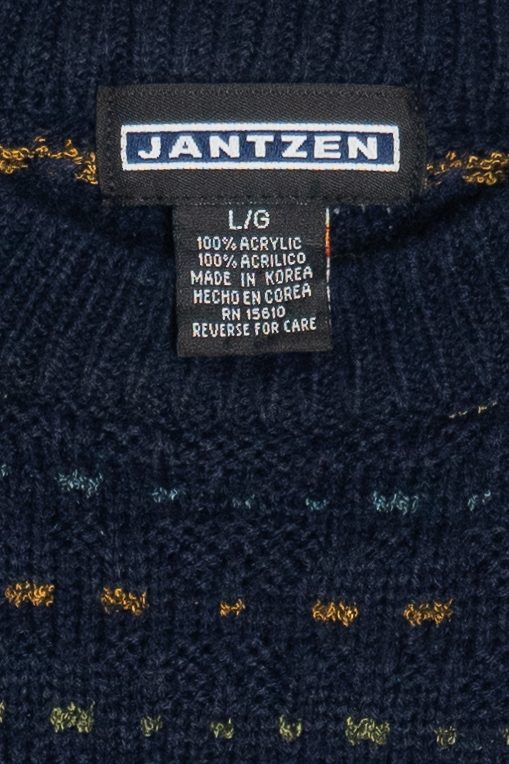 JANTZEN
L/G
100% ACRYLIC
100% ACRILICO
MADE IN KOREA
HECHO EN COREA
RN 15610
REVERSE FOR CARE